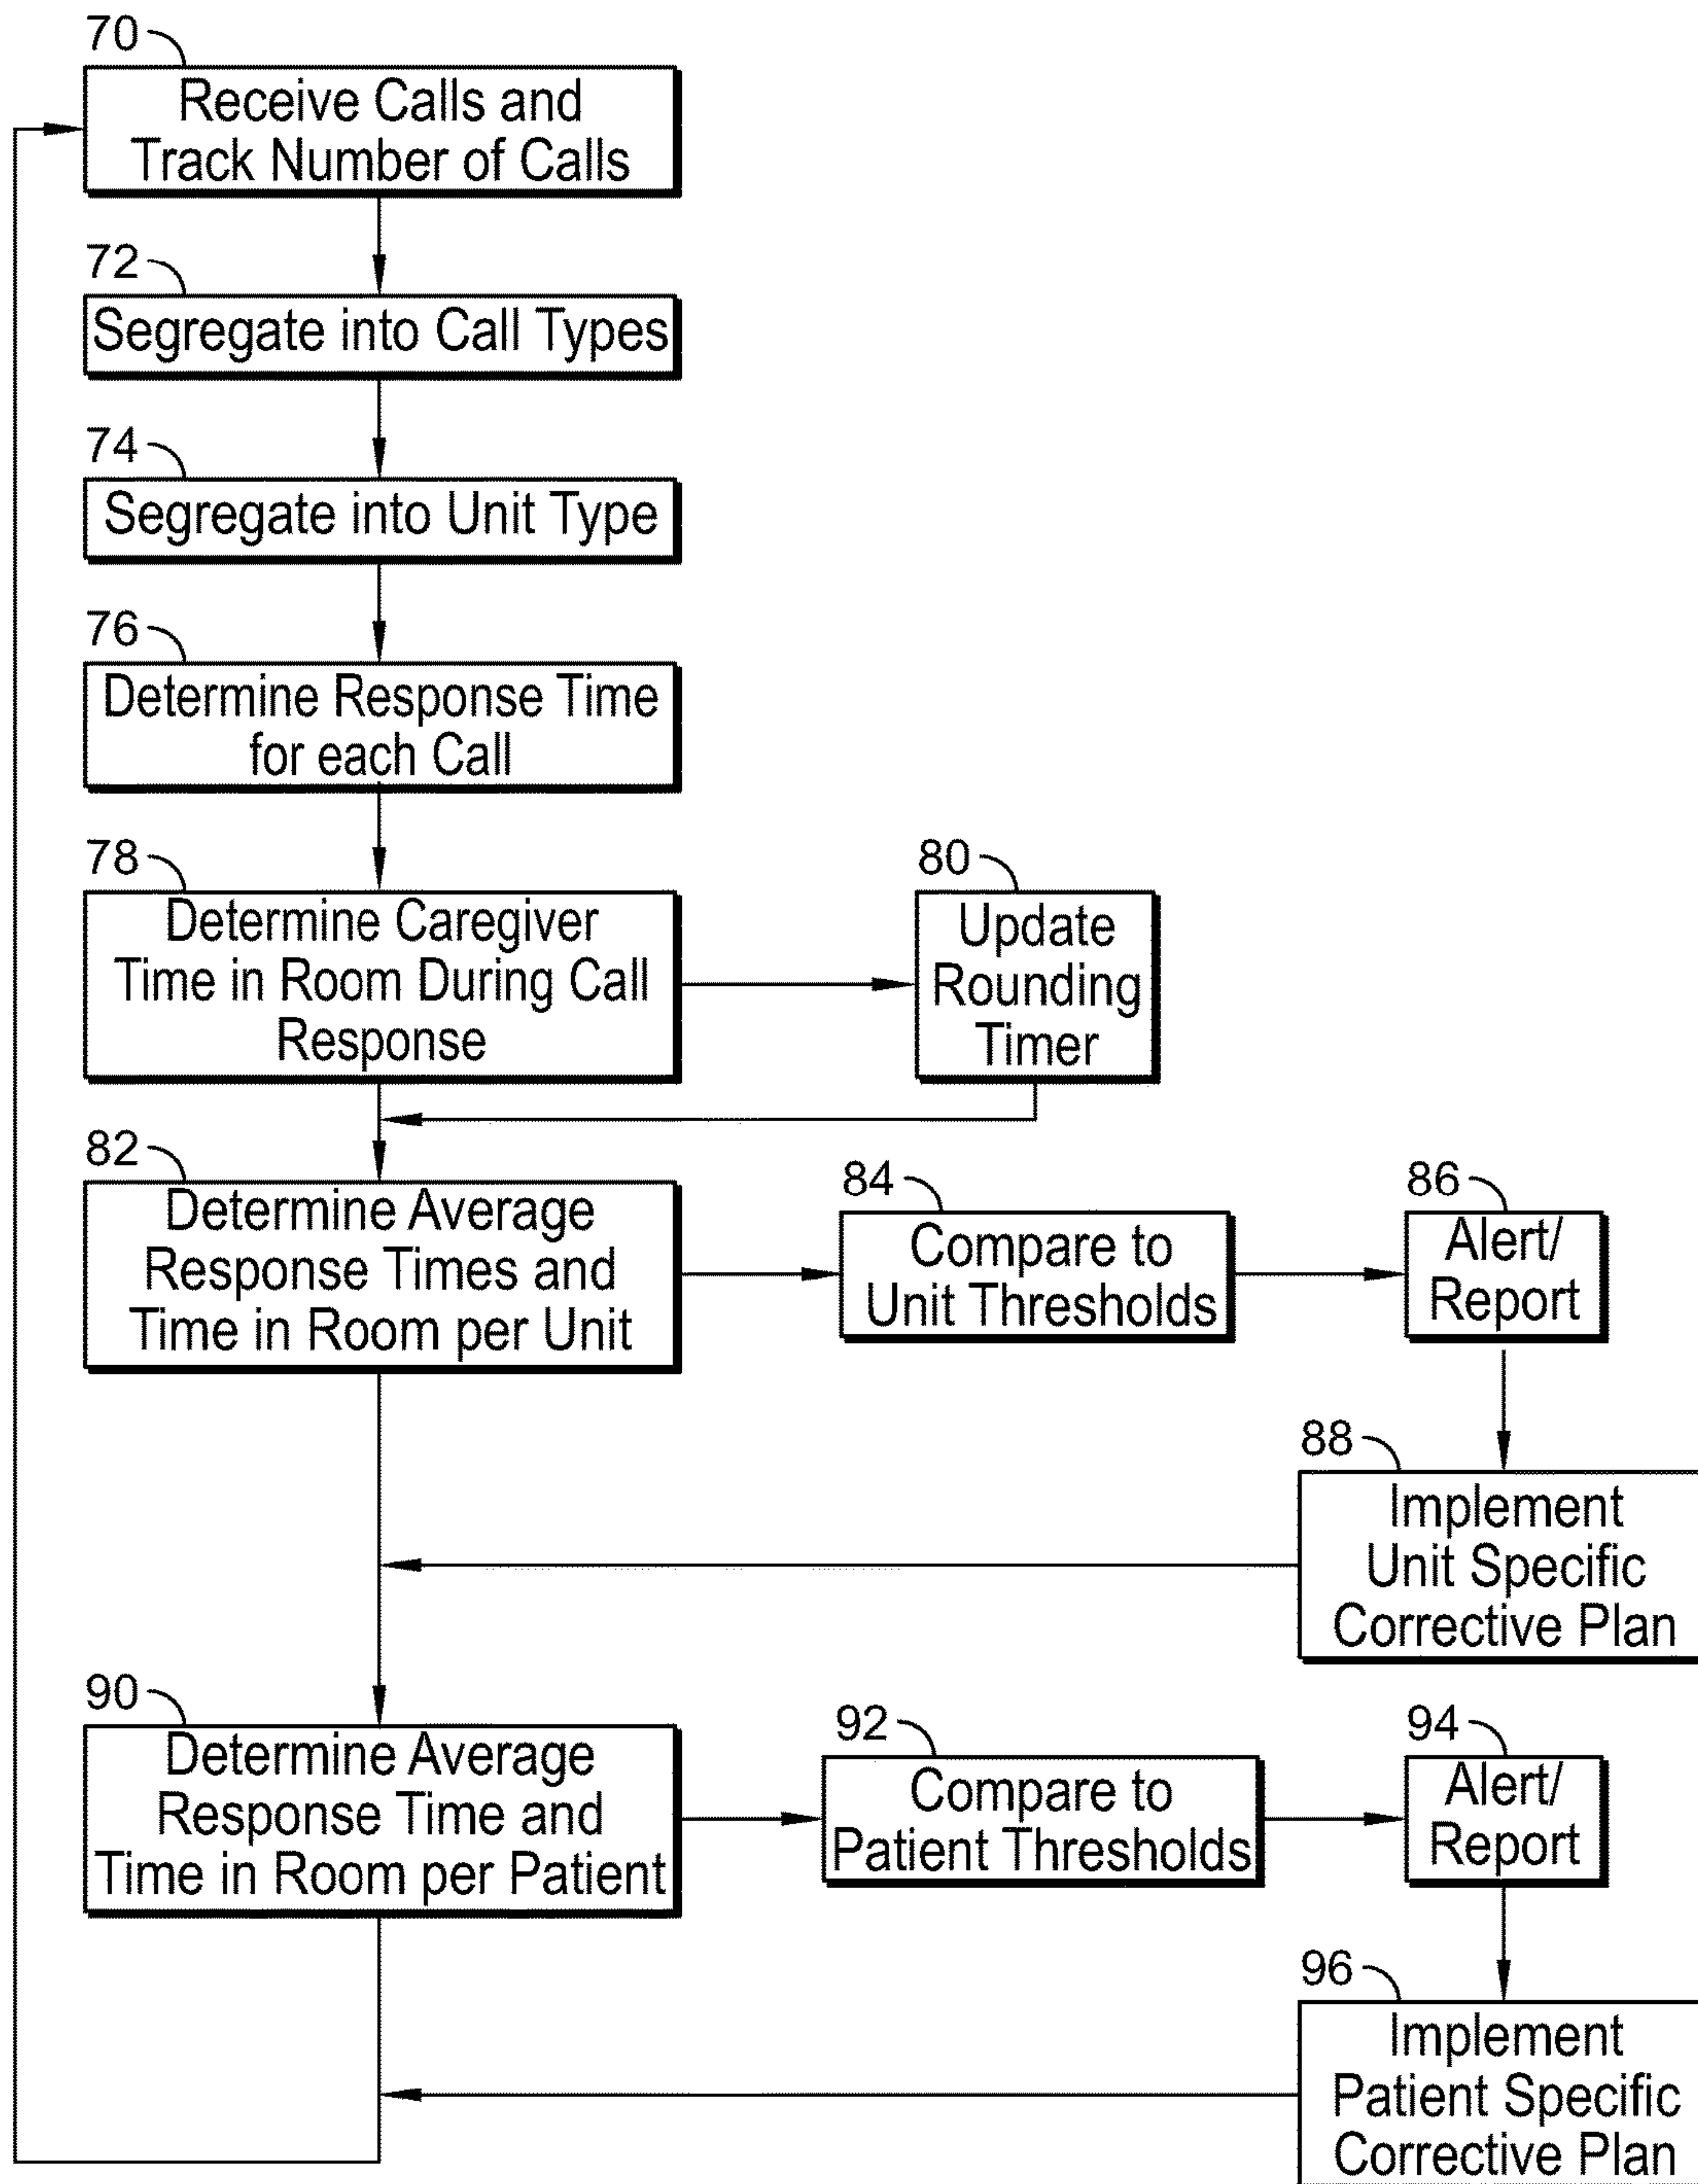 70
Receive Calls and
Track Number of Calls
72
Segregate into Call Types
74
Segregate into Unit Type
76
Determine Response Time
for each Call
78
Determine Caregiver
Time in Room During Call
Response
80
Update
Rounding
Timer
82
Determine Average
Response Times and
Time in Room per Unit
84
Compare to
Unit Thresholds
86
Alert/
Report
88
Implement
Unit Specific
Corrective Plan
90
Determine Average
Response Time and
Time in Room per Patient
92
Compare to
Patient Thresholds
94
Alert/
Report
96
Implement
Patient Specific
Corrective Plan